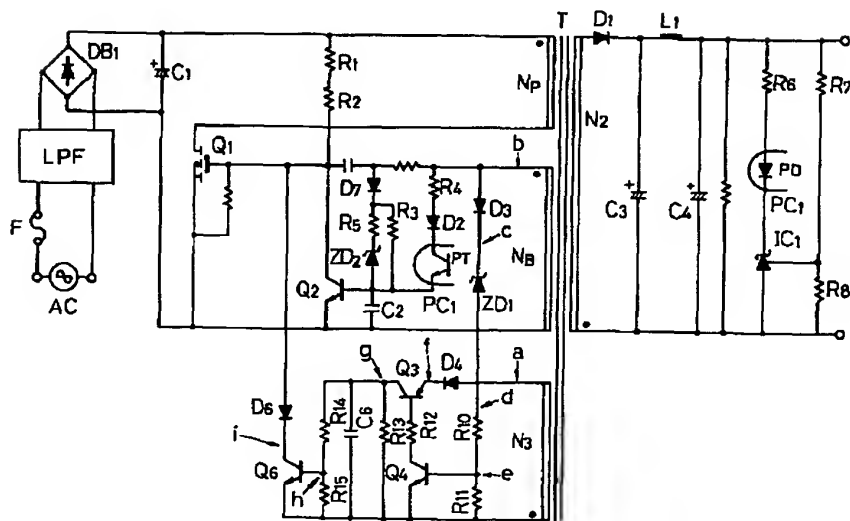 T
D1
L1
DB1
C1
R1
R2
NP
N2
R6
R7
LPF
Q1
b
D7
R4
D3
PD
F
R5
R3
D2
c
C3
C4
PC1
ZD2
PT
NB
IC1
AC
Q2
C2
PC1
ZD1
R8
g
Q3
f
D4
a
D6
R14
C6
R13
R12
d
R10
N3
i
Q6
h
R15
Q4
e
R11